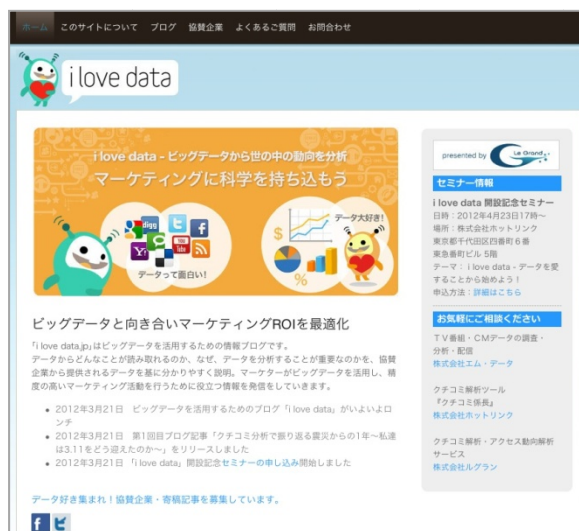 ホーム このサイトについて ブログ 協賛企業 よくあるご質問 お問合わせ
i love data
i love data - ビッグデータから世の中の動向を分析
マーケティングに科学を持ち込もう
digg
Y!
You
Tube
データって面白い！
データ大好き！
$
%
ビッグデータと向き合いマーケティングROIを最適化
「i love data.jp」はビッグデータを活用するための情報ブログです。
データからどんなことが読み取れるのか、なぜ、データを分析することが重要なのかを、協賛
企業から提供されるデータを基に分かりやすく説明。マーケターがビッグデータを活用し、精
度の高いマーケティング活動を行うために役立つ情報を発信をしていきます。
2012年3月21日 ビッグデータを活用するためのブログ「i love data」がいよいよロ
ンチ
2012年3月21日 第1回目ブログ記事「クチコミ分析で振り返る震災からの1年～私達
は3.11をどう迎えたのか～」をリリースしました
2012年3月21日 「i love data」開設記念セミナーの申し込み開始しました
データ好き集まれ！協賛企業・寄稿記事を募集しています。
presented by Le Grand
セミナー情報
i love data 開設記念セミナー
日時：2012年4月23日17時～
場所：株式会社ホットリンク
東京都千代田区四番町６番
東急番町ビル 5階
テーマ：ｉlove data - データを愛
することから始めよう！
申込方法：詳細はこちら
お気軽にご相談ください
ＴＶ番組・ＣＭデータの調査・
分析・配信
株式会社エム・データ
クチコミ解析ツール
『クチコミ係長』
株式会社ホットリンク
クチコミ解析・アクセス動向解析
サービス
株式会社ルグラン